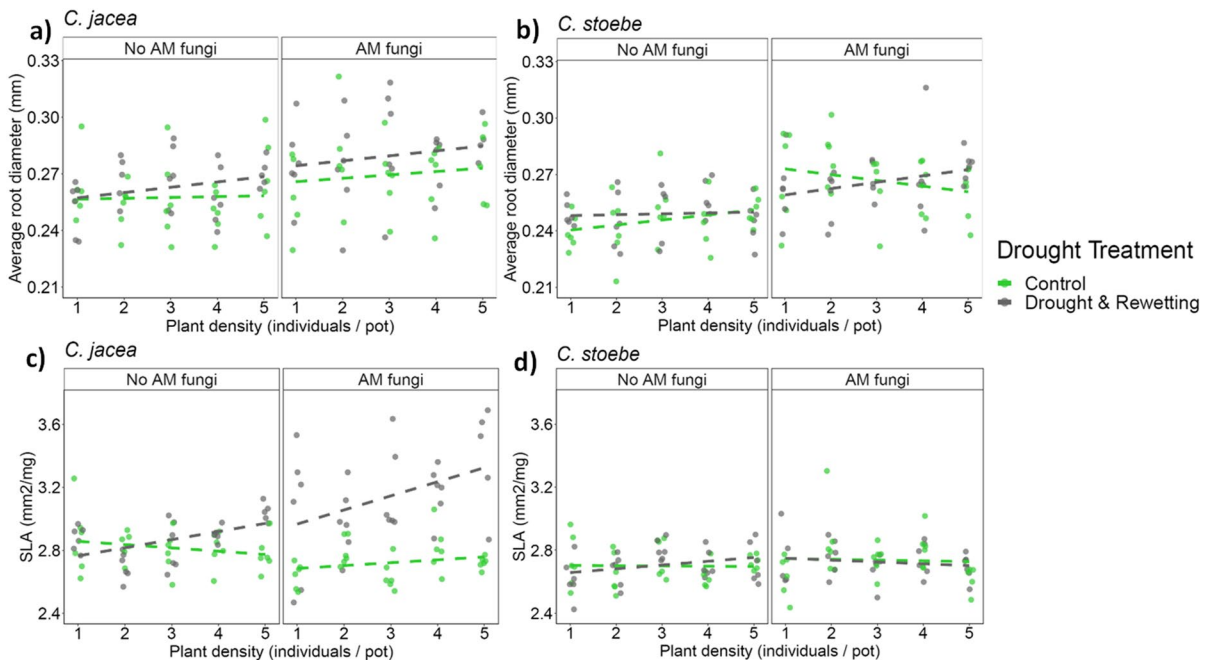 a) C. jacea
No AM fungi AM fungi
0.33
0.30
0.27
0.24
0.21
Average root diameter (mm)
1 2 3 4 5 1 2 3 4 5
Plant density (individuals / pot)
b) C. stoebe
No AM fungi AM fungi
0.33
0.30
0.27
0.24
0.21
Average root diameter (mm)
1 2 3 4 5 1 2 3 4 5
Plant density (individuals / pot)
Drought Treatment
Control
Drought & Rewetting
c) C. jacea
No AM fungi AM fungi
3.6
3.2
2.8
2.4
SLA (mm2/mg)
1 2 3 4 5 1 2 3 4 5
Plant density (individuals / pot)
d) C. stoebe
No AM fungi AM fungi
3.6
3.2
2.8
2.4
SLA (mm2/mg)
1 2 3 4 5 1 2 3 4 5
Plant density (individuals / pot)